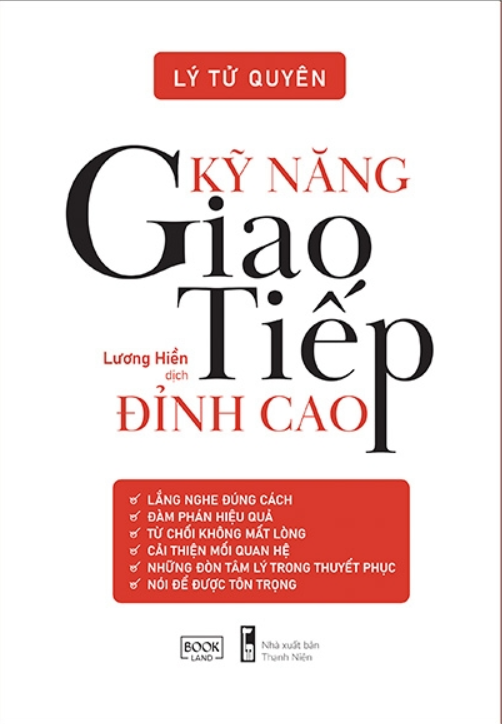 LÝ TỬ QUYÊN
KỸ NĂNG
Giao
Tiếp
Lương Hiền
dịch
ĐỈNH CAO
LẮNG NGHE ĐÚNG CÁCH
ĐÀM PHÁN HIỆU QUẢ
TỪ CHỐI KHÔNG MẤT LÒNG
CẢI THIỆN MỐI QUAN HỆ
NHỮNG ĐÒN TÂM LÝ TRONG THUYẾT PHỤC
NÓI ĐỂ ĐƯỢC TÔN TRỌNG
BOOK
LAND
Nhà xuất bản
Thanh Niên